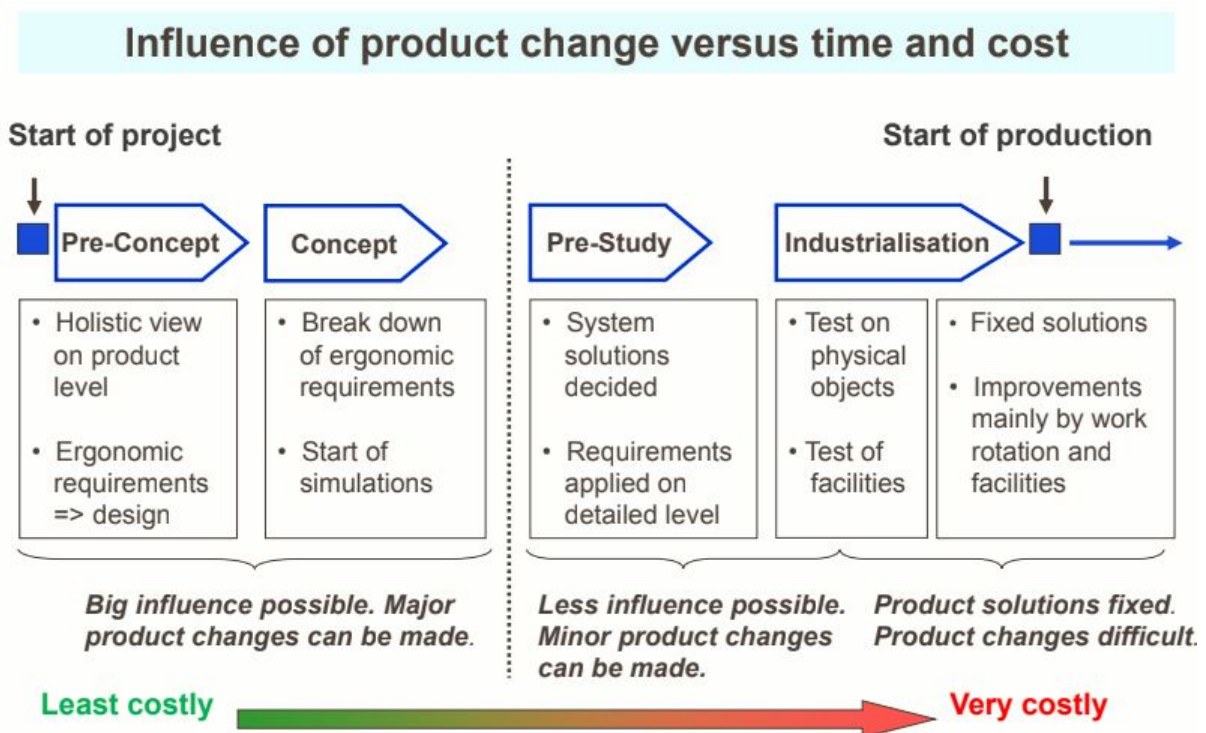 Influence of product change versus time and cost
Start of project
Start of production
Pre-Concept
Concept
Pre-Study
Industrialisation
• Holistic view
on product
level
• Ergonomic
requirements
=> design
• Break down
of ergonomic
requirements
• Start of
simulations
• System
solutions
decided
• Requirements
applied on
detailed level
• Test on
physical
objects
• Test of
facilities
• Fixed solutions
• Improvements
mainly by work
rotation and
facilities
Big influence possible. Major
product changes can be made.
Less influence possible.
Minor product changes
can be made.
Product solutions fixed.
Product changes difficult.
Least costly
Very costly